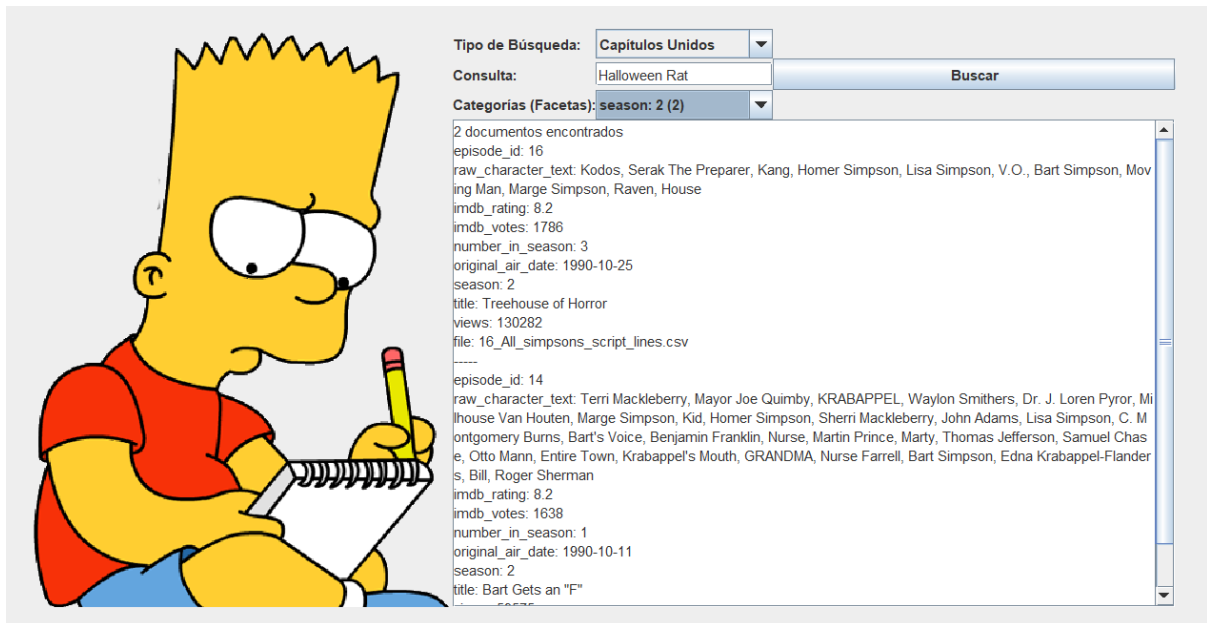 Tipo de Búsqueda: Capítulos Unidos
Consulta: Halloween Rat Buscar
Categorías (Facetas): season: 2 (2)
2 documentos encontrados
episode_id: 16
raw_character_text: Kodos, Serak The Preparer, Kang, Homer Simpson, Lisa Simpson, V.O., Bart Simpson, Mov
ing Man, Marge Simpson, Raven, House
imdb_rating: 8.2
imdb_votes: 1786
number_in_season: 3
original_air_date: 1990-10-25
season: 2
title: Treehouse of Horror
views: 130282
file: 16_All_simpsons_script_lines.csv
-----
episode_id: 14
raw_character_text: Terri Mackleberry, Mayor Joe Quimby, KRABAPPEL, Waylon Smithers, Dr. J. Loren Pyror, Mi
lhouse Van Houten, Marge Simpson, Kid, Homer Simpson, Sherri Mackleberry, John Adams, Lisa Simpson, C. M
ontgomery Burns, Bart's Voice, Benjamin Franklin, Nurse, Martin Prince, Marty, Thomas Jefferson, Samuel Chas
e, Otto Mann, Entire Town, Krabappel's Mouth, GRANDMA, Nurse Farrell, Bart Simpson, Edna Krabappel-Flander
s, Bill, Roger Sherman
imdb_rating: 8.2
imdb_votes: 1638
number_in_season: 1
original_air_date: 1990-10-11
season: 2
title: Bart Gets an "F"